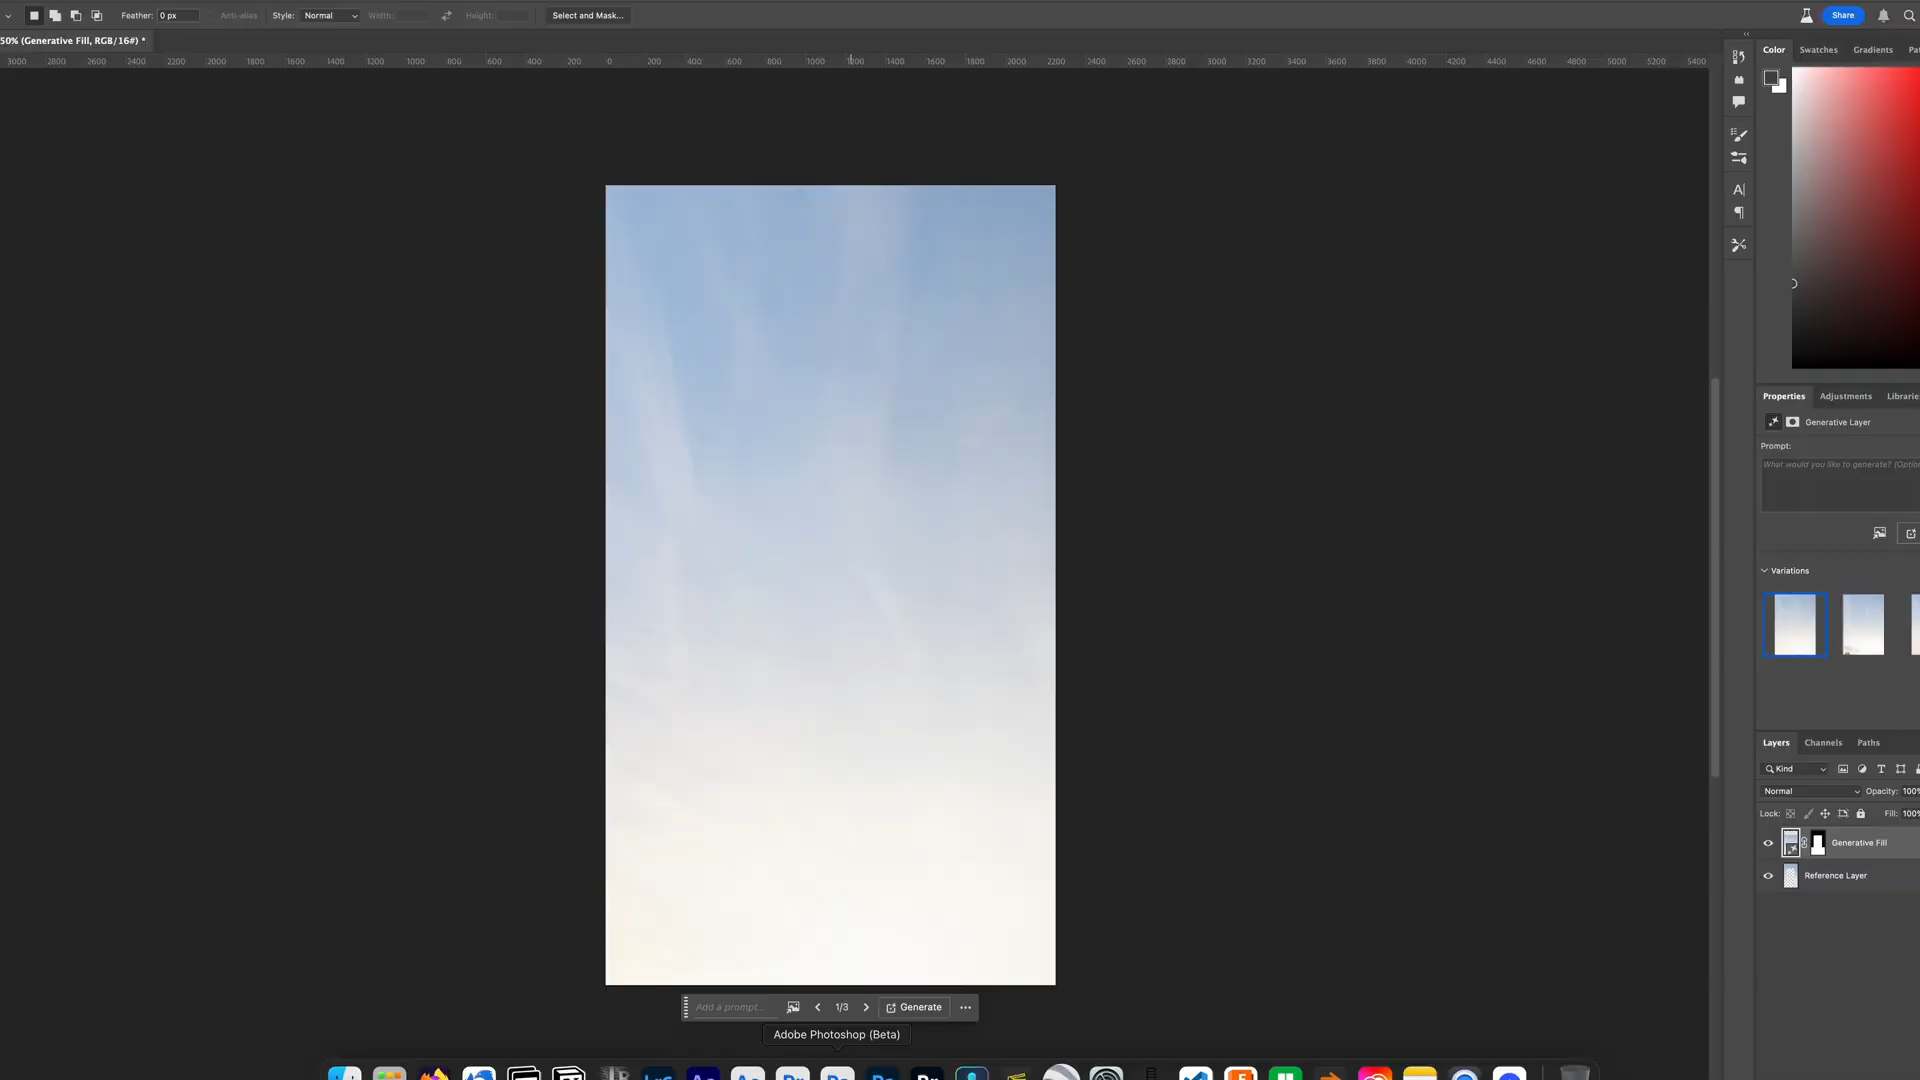 Feather: 0 px Anti-alias Style: Normal Width: Height: Select and Mask... Share
50% (Generative Fill, RGB/16#) *
3000 2800 2600 2400 2200 2000 1800 1600 1400 1200 1000 800 600 400 200 0 200 400 600 800 1000 1200 1400 1600 1800 2000 2200 2400 2600 2800 3000 3200 3400 3600 3800 4000 4200 4400 4600 4800 5000 5200 5400
Color Swatches Gradients Pat
A|
Properties Adjustments Librarie
Generative Layer
Prompt:
What would you like to generate? (Optio
Variations
Layers Channels Paths
Kind T
Normal Opacity: 100%
Lock: Fill: 100%
Generative Fill
Reference Layer
Add a prompt... 1/3 Generate ...
Adobe Photoshop (Beta)